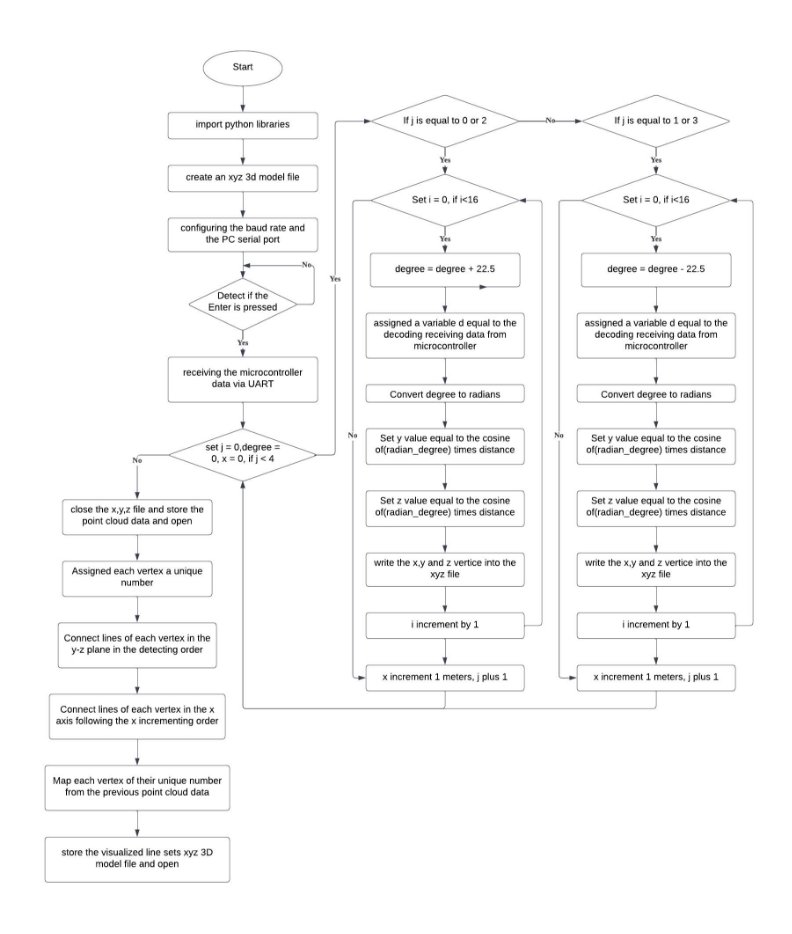 Start
import python libraries
create an xyz 3d model file
configuring the baud rate and
the PC serial port
No
Detect if the
Enter is pressed
Yes
receiving the microcontroller
data via UART
set j = 0,degree =
0, x = 0, if j < 4
No
Yes
close the x,y,z file and store the
point cloud data and open
Assigned each vertex a unique
number
Connect lines of each vertex in the
y-z plane in the detecting order
Connect lines of each vertex in the x
axis following the x incrementing order
Map each vertex of their unique number
from the previous point cloud data
store the visualized line sets xyz 3D
model file and open
If j is equal to 0 or 2
No
Yes
Set i = 0, if i<16
Yes
No
degree = degree + 22.5
assigned a variable d equal to the
decoding receiving data from
microcontroller
Convert degree to radians
Set y value equal to the cosine
of(radian_degree) times distance
Set z value equal to the cosine
of(radian_degree) times distance
write the x,y and z vertice into the
xyz file
i increment by 1
x increment 1 meters, j plus 1
If j is equal to 1 or 3
Yes
Set i = 0, if i<16
Yes
No
degree = degree - 22.5
assigned a variable d equal to the
decoding receiving data from
microcontroller
Convert degree to radians
Set y value equal to the cosine
of(radian_degree) times distance
Set z value equal to the cosine
of(radian_degree) times distance
write the x,y and z vertice into the
xyz file
i increment by 1
x increment 1 meters, j plus 1